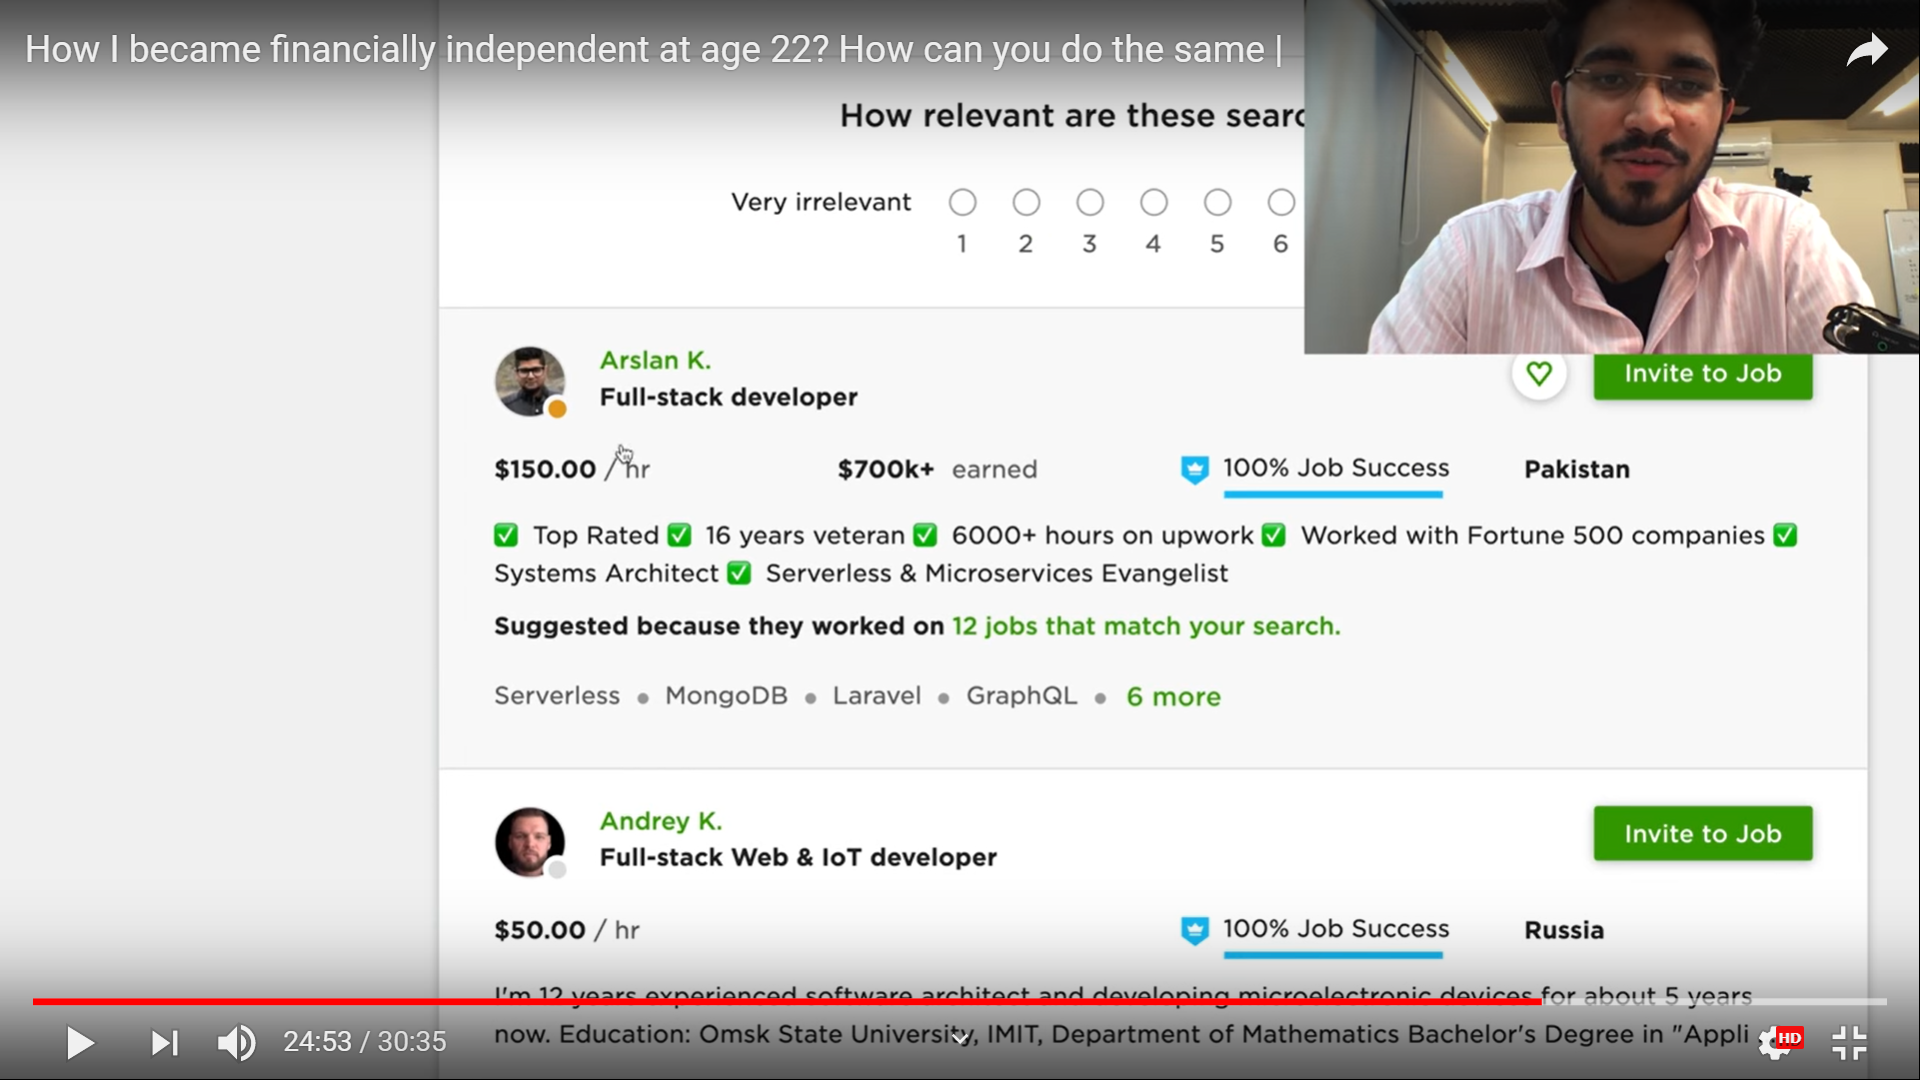 How I became financially independent at age 22? How can you do the same |
How relevant are these searc
Very irrelevant
1 2 3 4 5 6
Arslan K.
Full-stack developer
Invite to Job
$150.00 / hr $700k+ earned 100% Job Success Pakistan
✅ Top Rated ✅ 16 years veteran ✅ 6000+ hours on upwork ✅ Worked with Fortune 500 companies ✅
Systems Architect ✅ Serverless & Microservices Evangelist
Suggested because they worked on 12 jobs that match your search.
Serverless • MongoDB • Laravel • GraphQL • 6 more
Andrey K.
Full-stack Web & IoT developer
Invite to Job
$50.00 / hr 100% Job Success Russia
I'm 12 years experienced software architect and developing microelectronic devices for about 5 years
now. Education: Omsk State University, IMIT, Department of Mathematics Bachelor's Degree in "Appli
24:53 / 30:35
HD